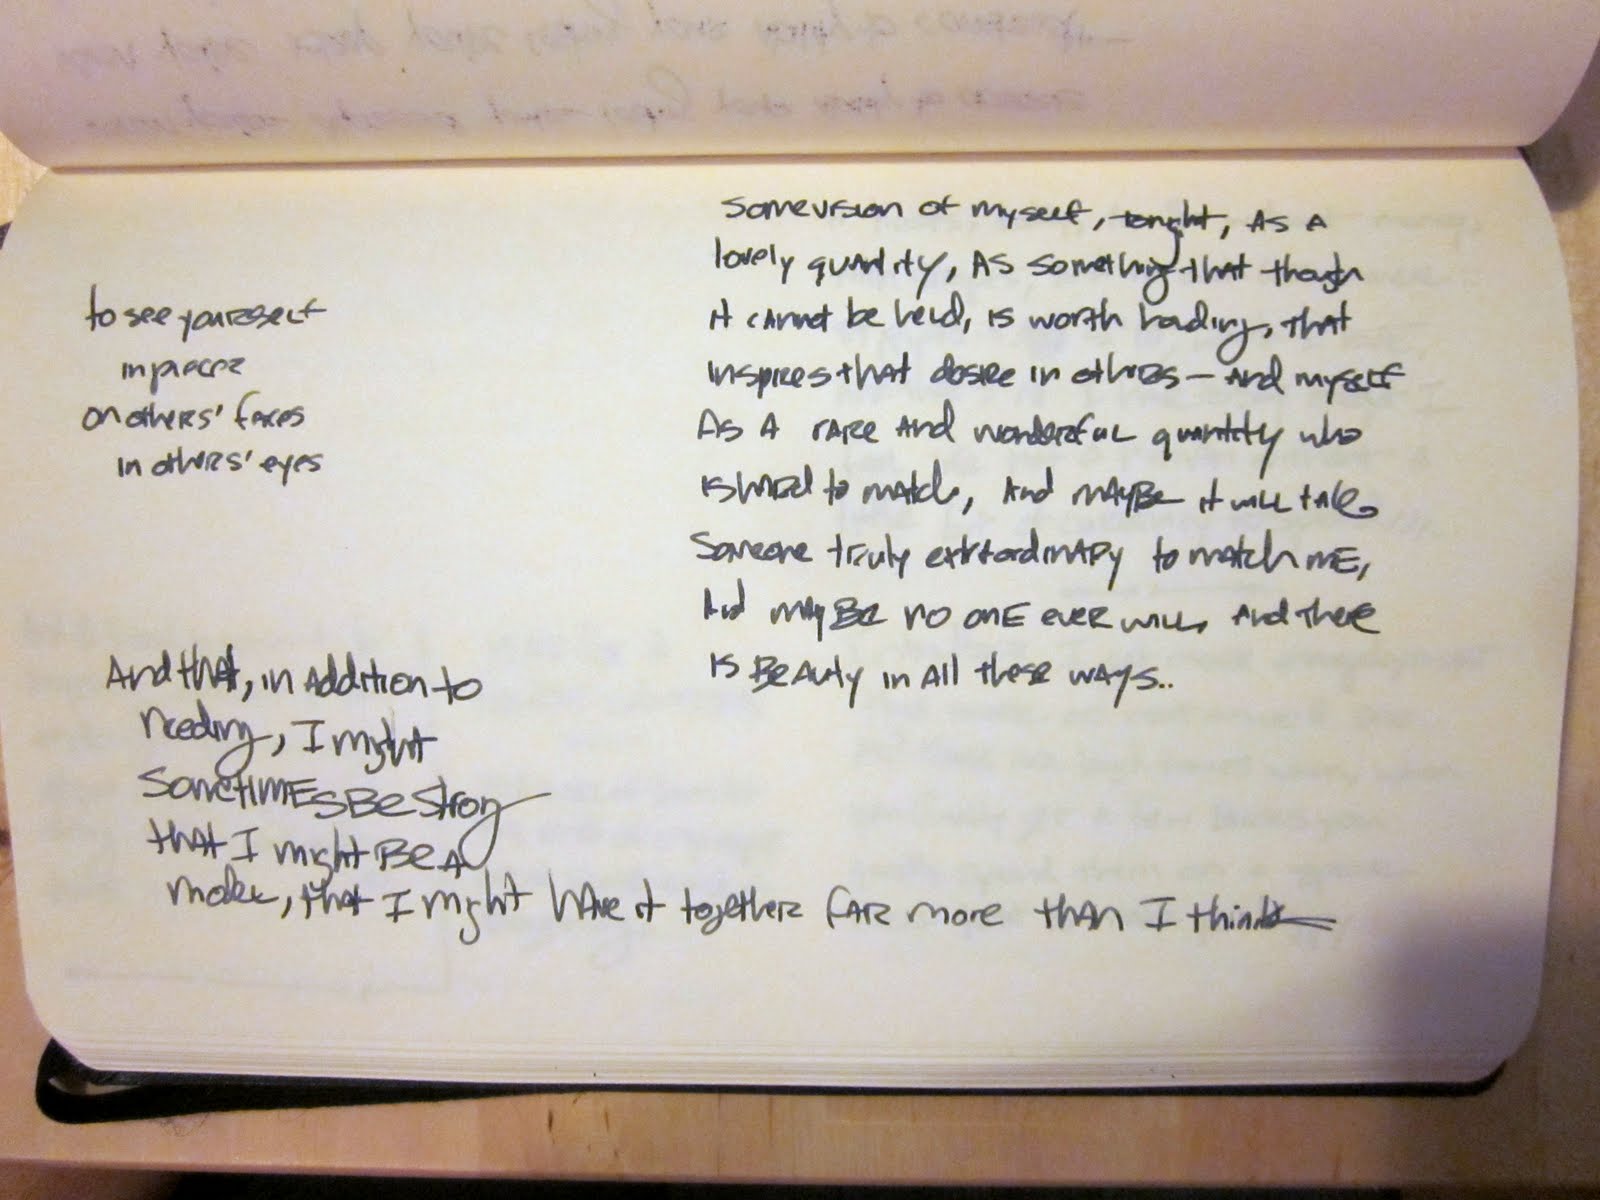 to see yourself
in pieces
on others' faces
in others' eyes
some vision of myself, tonight, as a
lovely quantity, as something that though
it cannot be held, is worth holding, that
inspires that desire in others — and myself
As a rare and wonderful quantity who
is hard to match, and maybe it will take
someone truly extraordinary to match me,
and maybe no one ever will, and there
is beauty in all these ways..
And that, in addition to
needing, I might
sometimes be strong
that I might be a
model, that I might have it together far more than I think